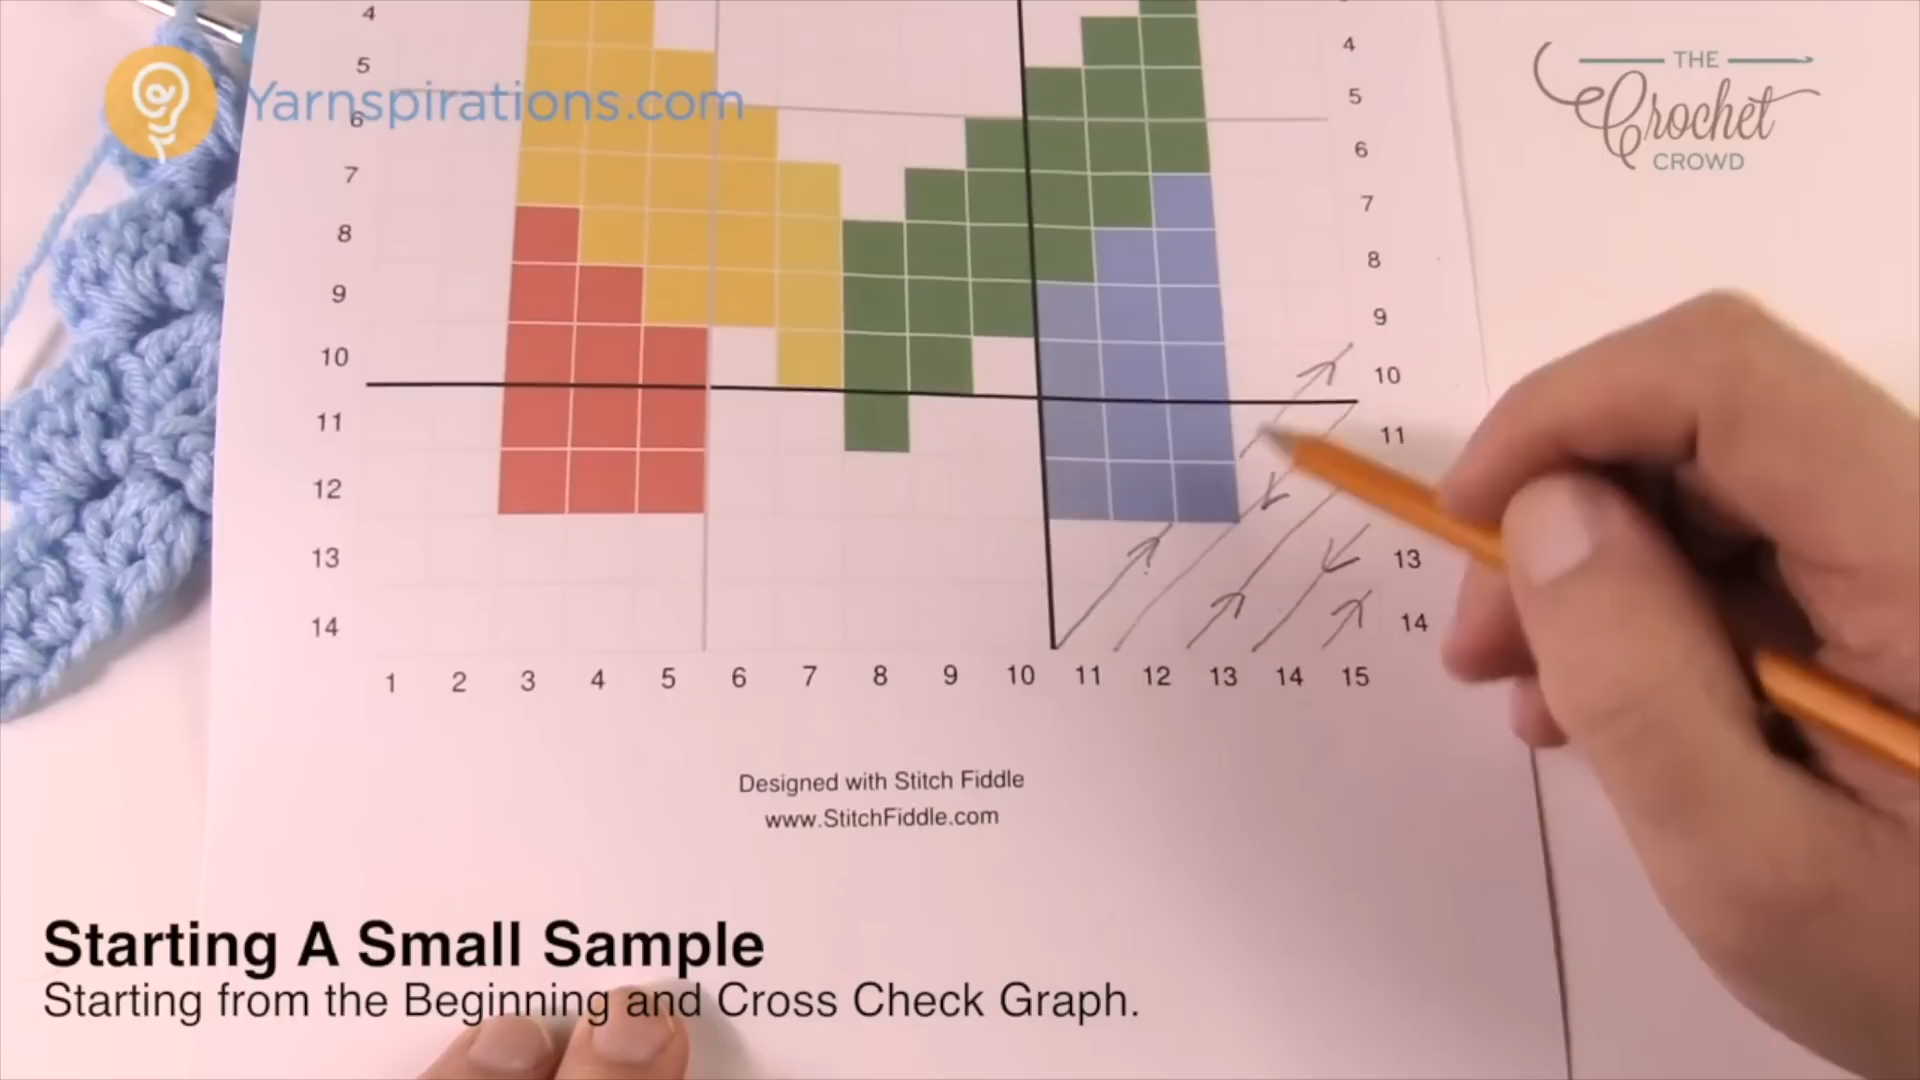 4
5
6
7
8
9
10
11
12
13
14
4
5
6
7
8
9
10
11
13
14
1 2 3 4 5 6 7 8 9 10 11 12 13 14 15
Yarnspirations.com
THE
Crochet
CROWD
Designed with Stitch Fiddle
www.StitchFiddle.com
Starting A Small Sample
Starting from the Beginning and Cross Check Graph.